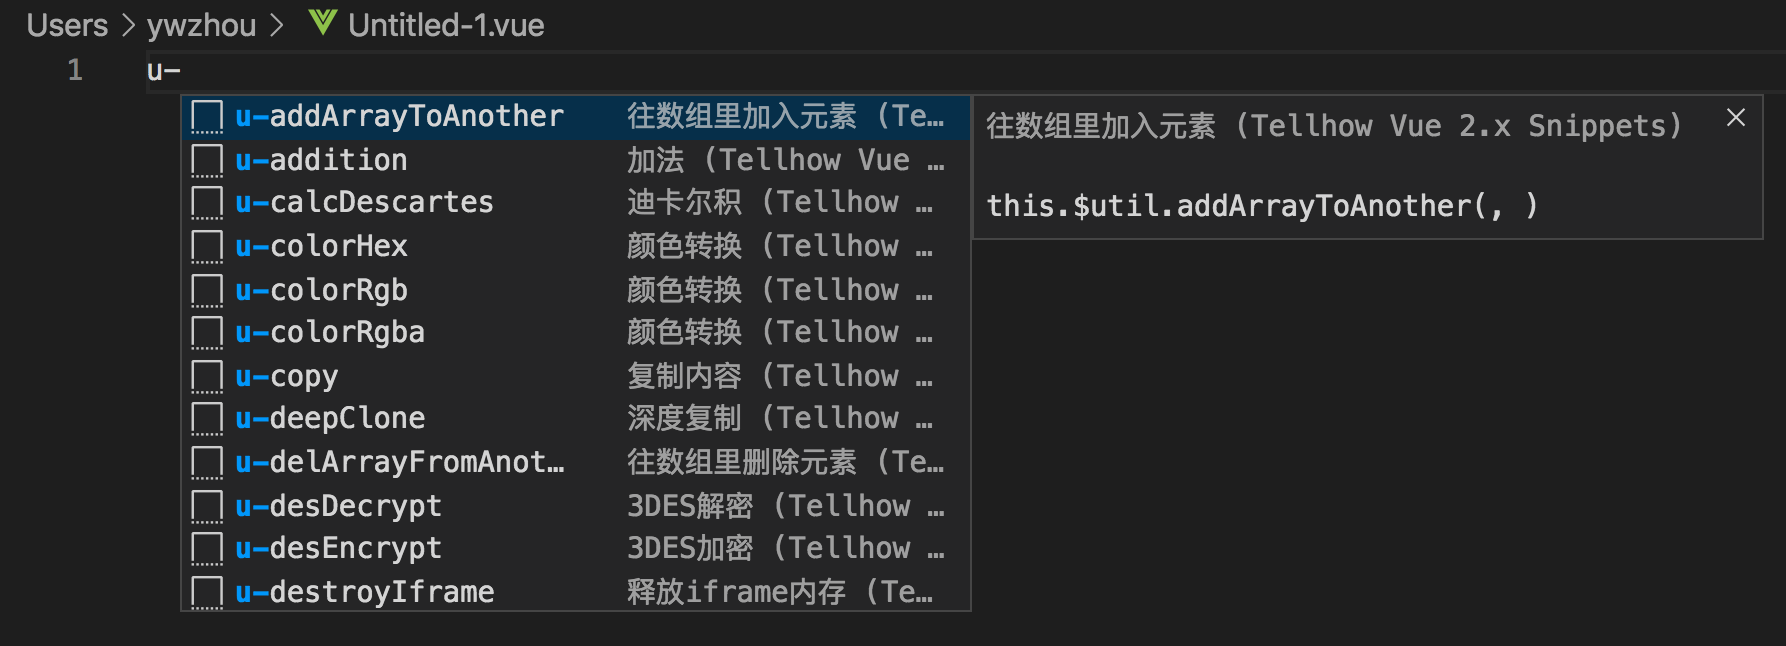 Users > ywzhou > Untitled-1.vue
1 u-
u-addArrayToAnother 往数组里加入元素 (Te…
u-addition 加法 (Tellhow Vue …
u-calcDescartes 迪卡尔积 (Tellhow …
u-colorHex 颜色转换 (Tellhow …
u-colorRgb 颜色转换 (Tellhow …
u-colorRgba 颜色转换 (Tellhow …
u-copy 复制内容 (Tellhow …
u-deepClone 深度复制 (Tellhow …
u-delArrayFromAnot… 往数组里删除元素 (Te…
u-desDecrypt 3DES解密 (Tellhow …
u-desEncrypt 3DES加密 (Tellhow …
u-destroyIframe 释放iframe内存 (Te…
往数组里加入元素 (Tellhow Vue 2.x Snippets)
this.$util.addArrayToAnother(, )